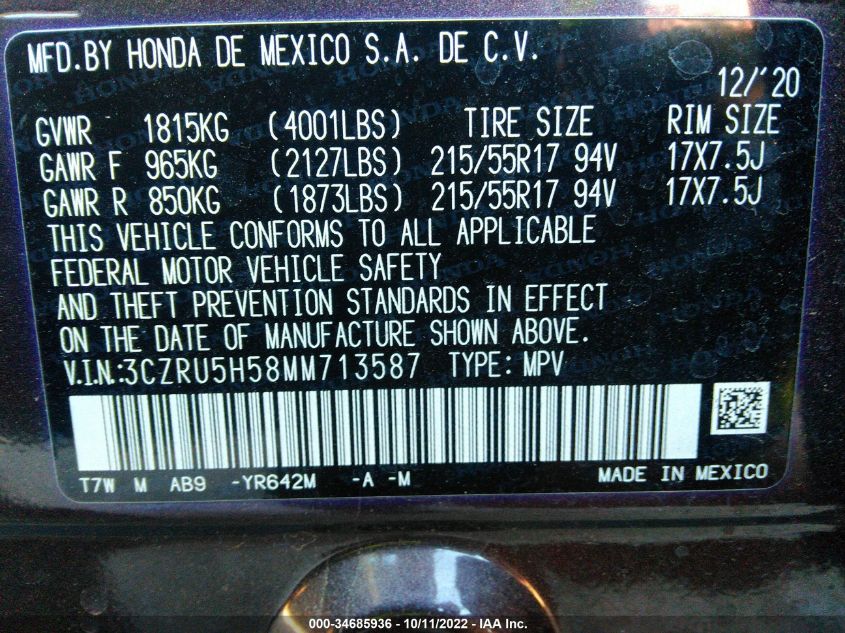 MFD.BY HONDA DE MEXICO S.A. DE C.V.
12/'20
GVWR 1815KG (4001LBS) TIRE SIZE RIM SIZE
GAWR F 965KG (2127LBS) 215/55R17 94V 17X7.5J
GAWR R 850KG (1873LBS) 215/55R17 94V 17X7.5J
THIS VEHICLE CONFORMS TO ALL APPLICABLE
FEDERAL MOTOR VEHICLE SAFETY
AND THEFT PREVENTION STANDARDS IN EFFECT
ON THE DATE OF MANUFACTURE SHOWN ABOVE.
V.I.N.:3CZRU5H58MM713587 TYPE: MPV
T7W M AB9 -YR642M -A -M MADE IN MEXICO
000-34685936 - 10/11/2022 - IAA Inc.